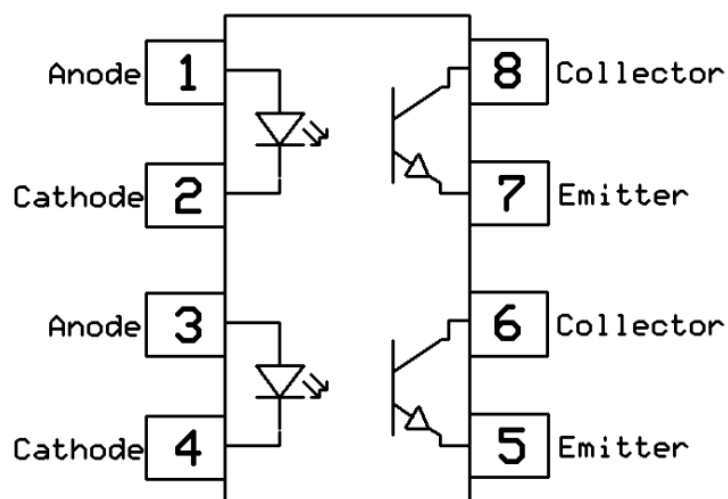 Anode 1 8 Collector
Cathode 2 7 Emitter
Anode 3 6 Collector
Cathode 4 5 Emitter